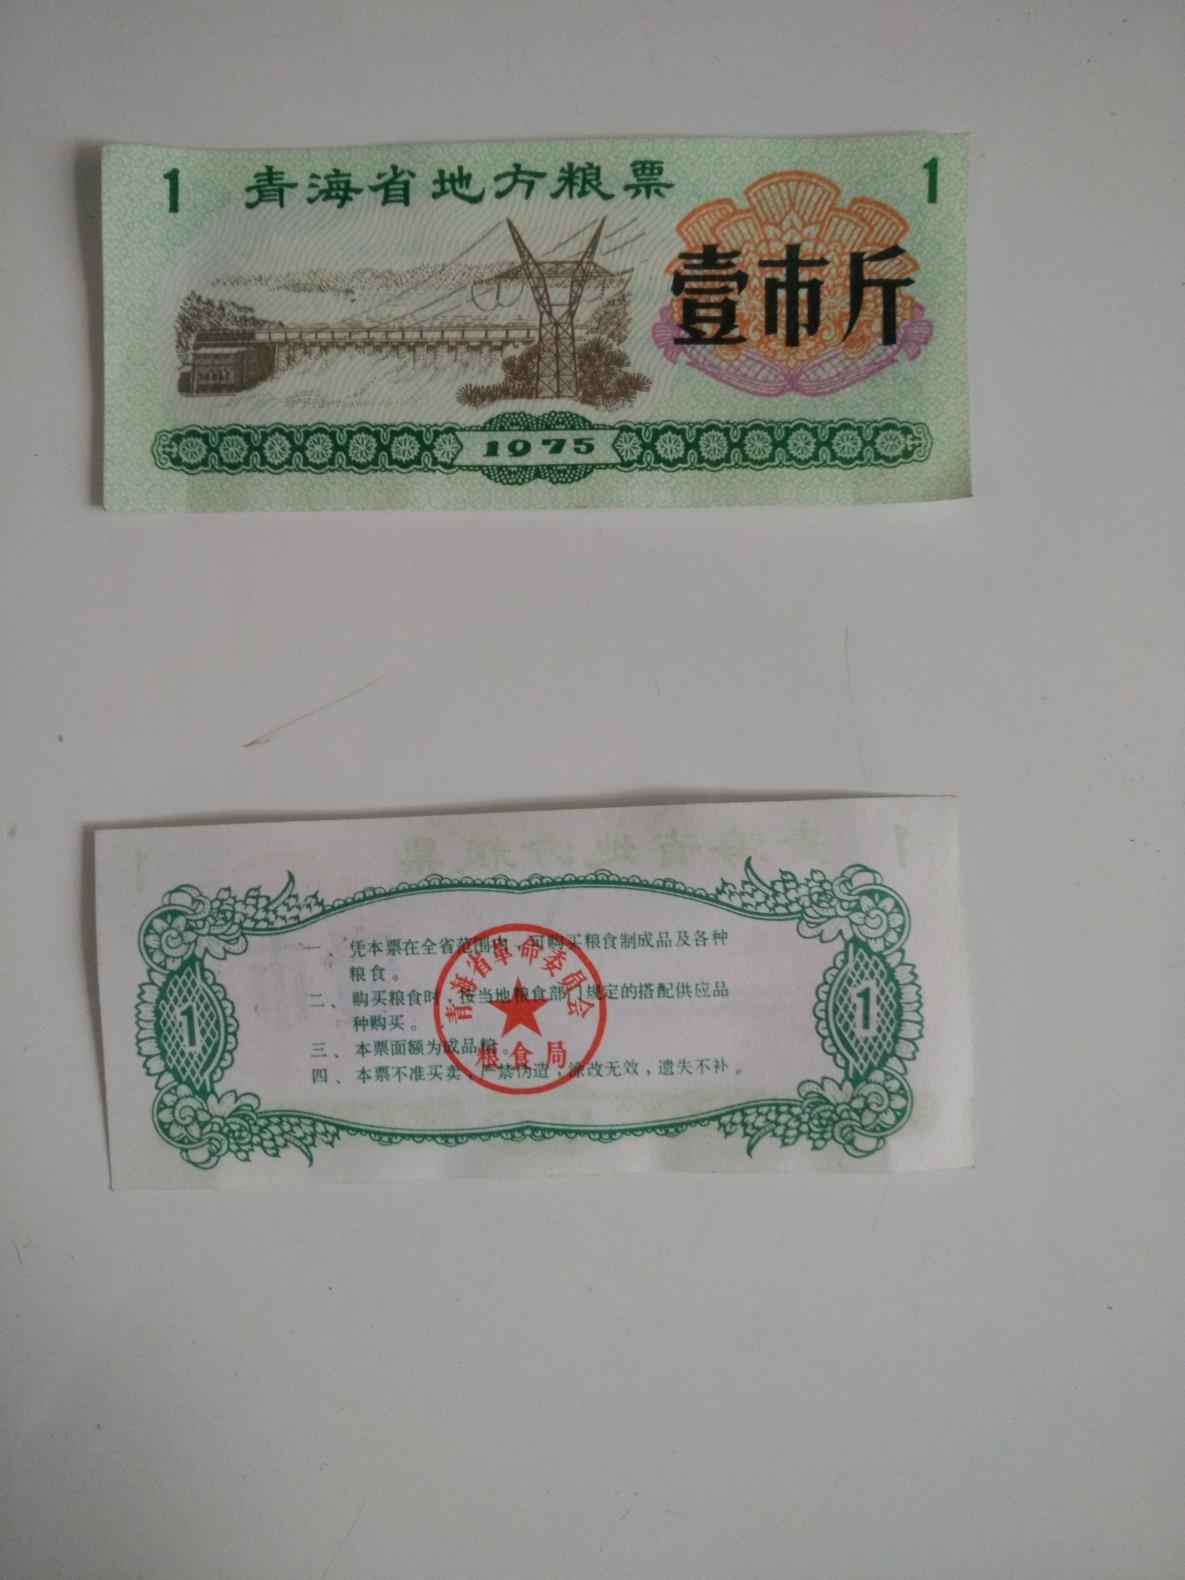 1 青海省地方粮票 1
壹市斤
1975
一、凭本票在全省范围内，可购买粮食制成品及各种
粮食。
二、购买粮食时，按当地粮食部门规定的搭配供应品
种购买。
三、本票面额为成品粮。
四、本票不准买卖，严禁伪造，涂改无效，遗失不补。
青海省革命委员会
粮食局
1
1